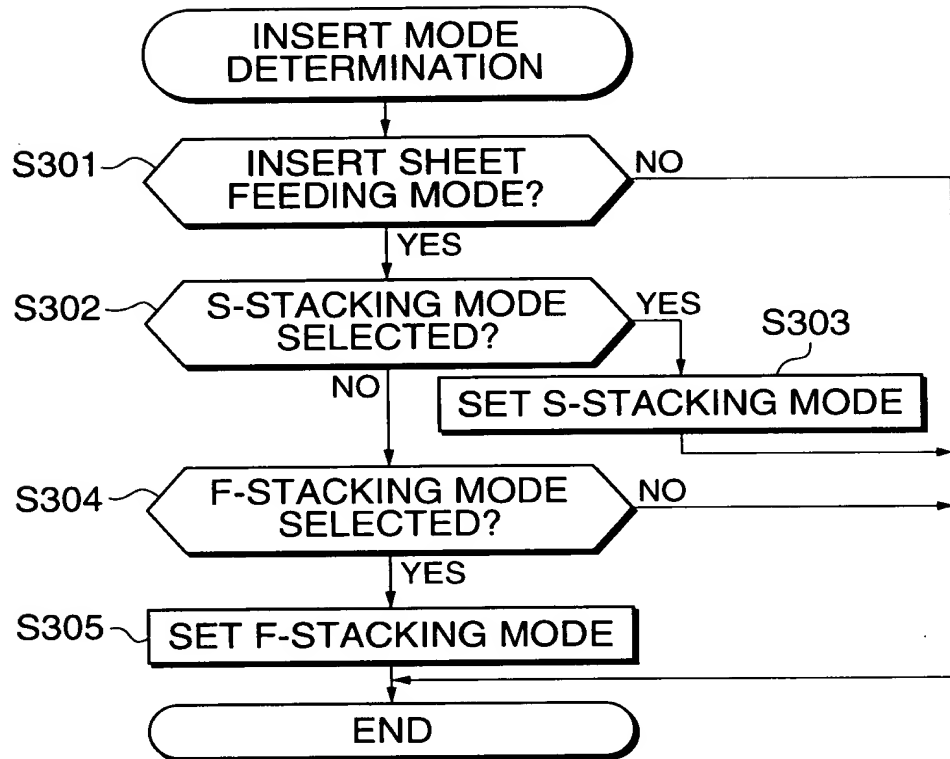 INSERT MODE
DETERMINATION
S301
INSERT SHEET
FEEDING MODE?
NO
YES
S302
S-STACKING MODE
SELECTED?
YES
NO
S303
SET S-STACKING MODE
S304
F-STACKING MODE
SELECTED?
NO
YES
S305
SET F-STACKING MODE
END